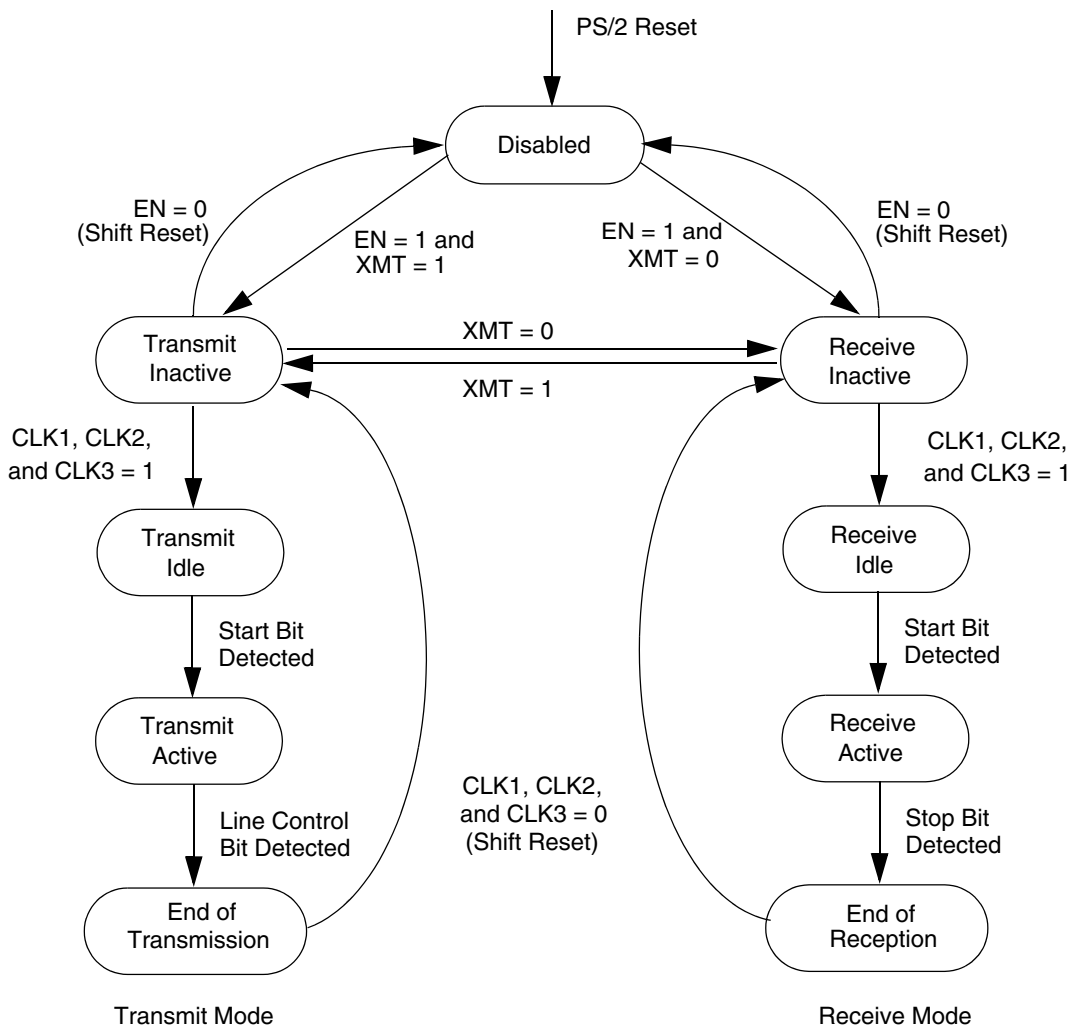 PS/2 Reset
Disabled
EN = 0
(Shift Reset)
EN = 1 and
XMT = 1
EN = 1 and
XMT = 0
EN = 0
(Shift Reset)
Transmit
Inactive
XMT = 0
XMT = 1
Receive
Inactive
CLK1, CLK2,
and CLK3 = 1
CLK1, CLK2,
and CLK3 = 1
Transmit
Idle
Receive
Idle
Start Bit
Detected
Start Bit
Detected
Transmit
Active
Receive
Active
CLK1, CLK2,
and CLK3 = 0
(Shift Reset)
Line Control
Bit Detected
Stop Bit
Detected
End of
Transmission
End of
Reception
Transmit Mode
Receive Mode